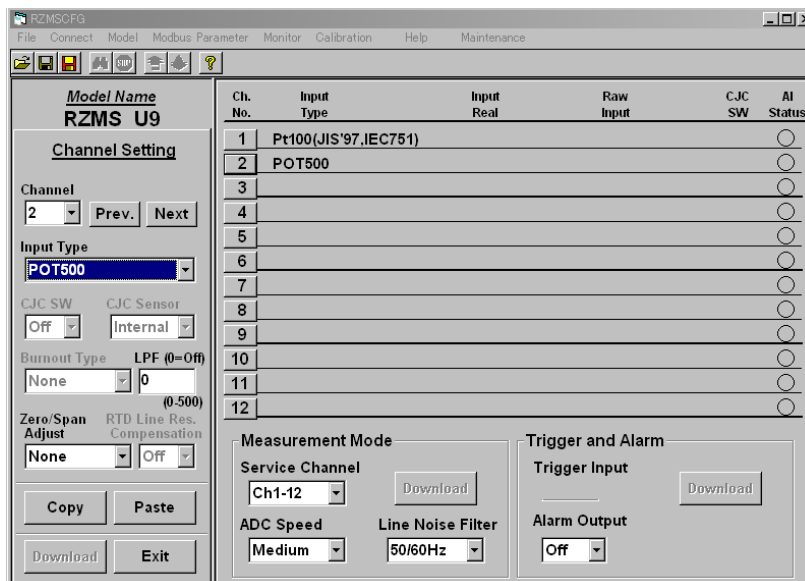 RZMSCFG
File Connect Model Modbus Parameter Monitor Calibration Help Maintenance
STOP
?
Model Name
RZMS U9
Channel Setting
Channel
2 Prev. Next
Input Type
POT500
CJC SW CJC Sensor
Off Internal
Burnout Type LPF (0=Off)
None 0
(0-500)
Zero/Span Adjust RTD Line Res. Compensation
None Off
Copy Paste
Download Exit
Ch. No. Input Type Input Real Raw Input CJC SW AI Status
1 Pt100(JIS'97,IEC751)
2 POT500
3
4
5
6
7
8
9
10
11
12
Measurement Mode
Service Channel
Ch1-12 Download
ADC Speed Line Noise Filter
Medium 50/60Hz
Trigger and Alarm
Trigger Input
Download
Alarm Output
Off